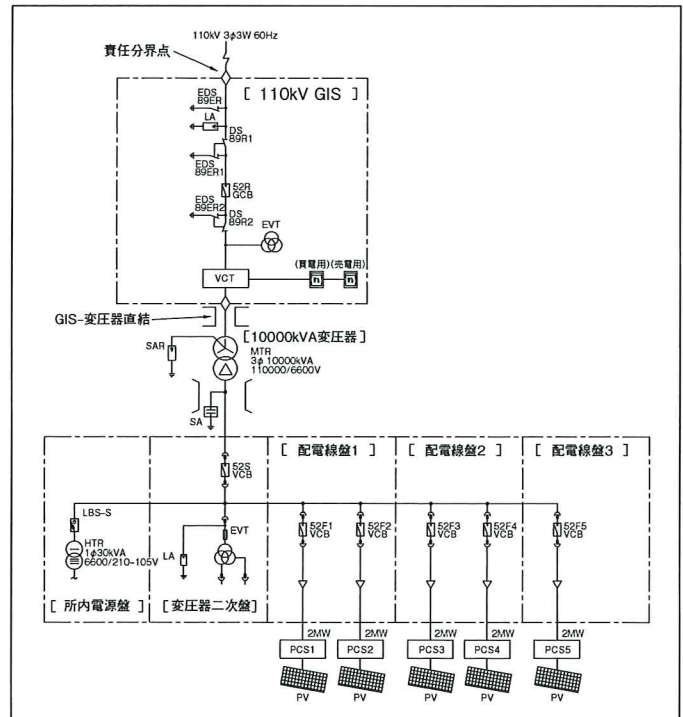 110kV 3φ3W 60Hz
責任分界点
[ 110kV GIS ]
EDS
89ER
LA
DS
89R1
EDS
89ER1
52R
GCB
EDS
89ER2
DS
89R2
EVT
(買電用)(売電用)
VCT
n
n
GIS-変圧器直結
[10000kVA変圧器]
SAR
MTR
3φ 10000kVA
110000/6600V
SA
[ 配電線盤1 ]
[ 配電線盤2 ]
[ 配電線盤3 ]
52S
VCB
LBS-S
52F1
VCB
52F2
VCB
52F3
VCB
52F4
VCB
52F5
VCB
EVT
HTR
1φ30kVA
6600/210-105V
LA
[ 所内電源盤 ]
[変圧器二次盤]
2MW
2MW
2MW
2MW
2MW
PCS1
PCS2
PCS3
PCS4
PCS5
PV
PV
PV
PV
PV